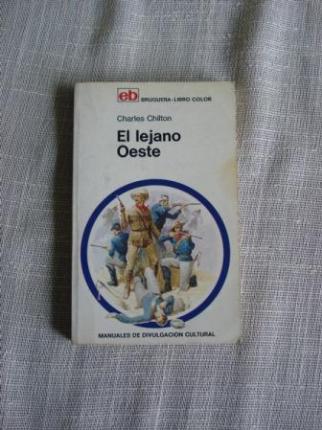 eb BRUGUERA-LIBRO COLOR
Charles Chilton
El lejano
Oeste
MANUALES DE DIVULGACION CULTURAL